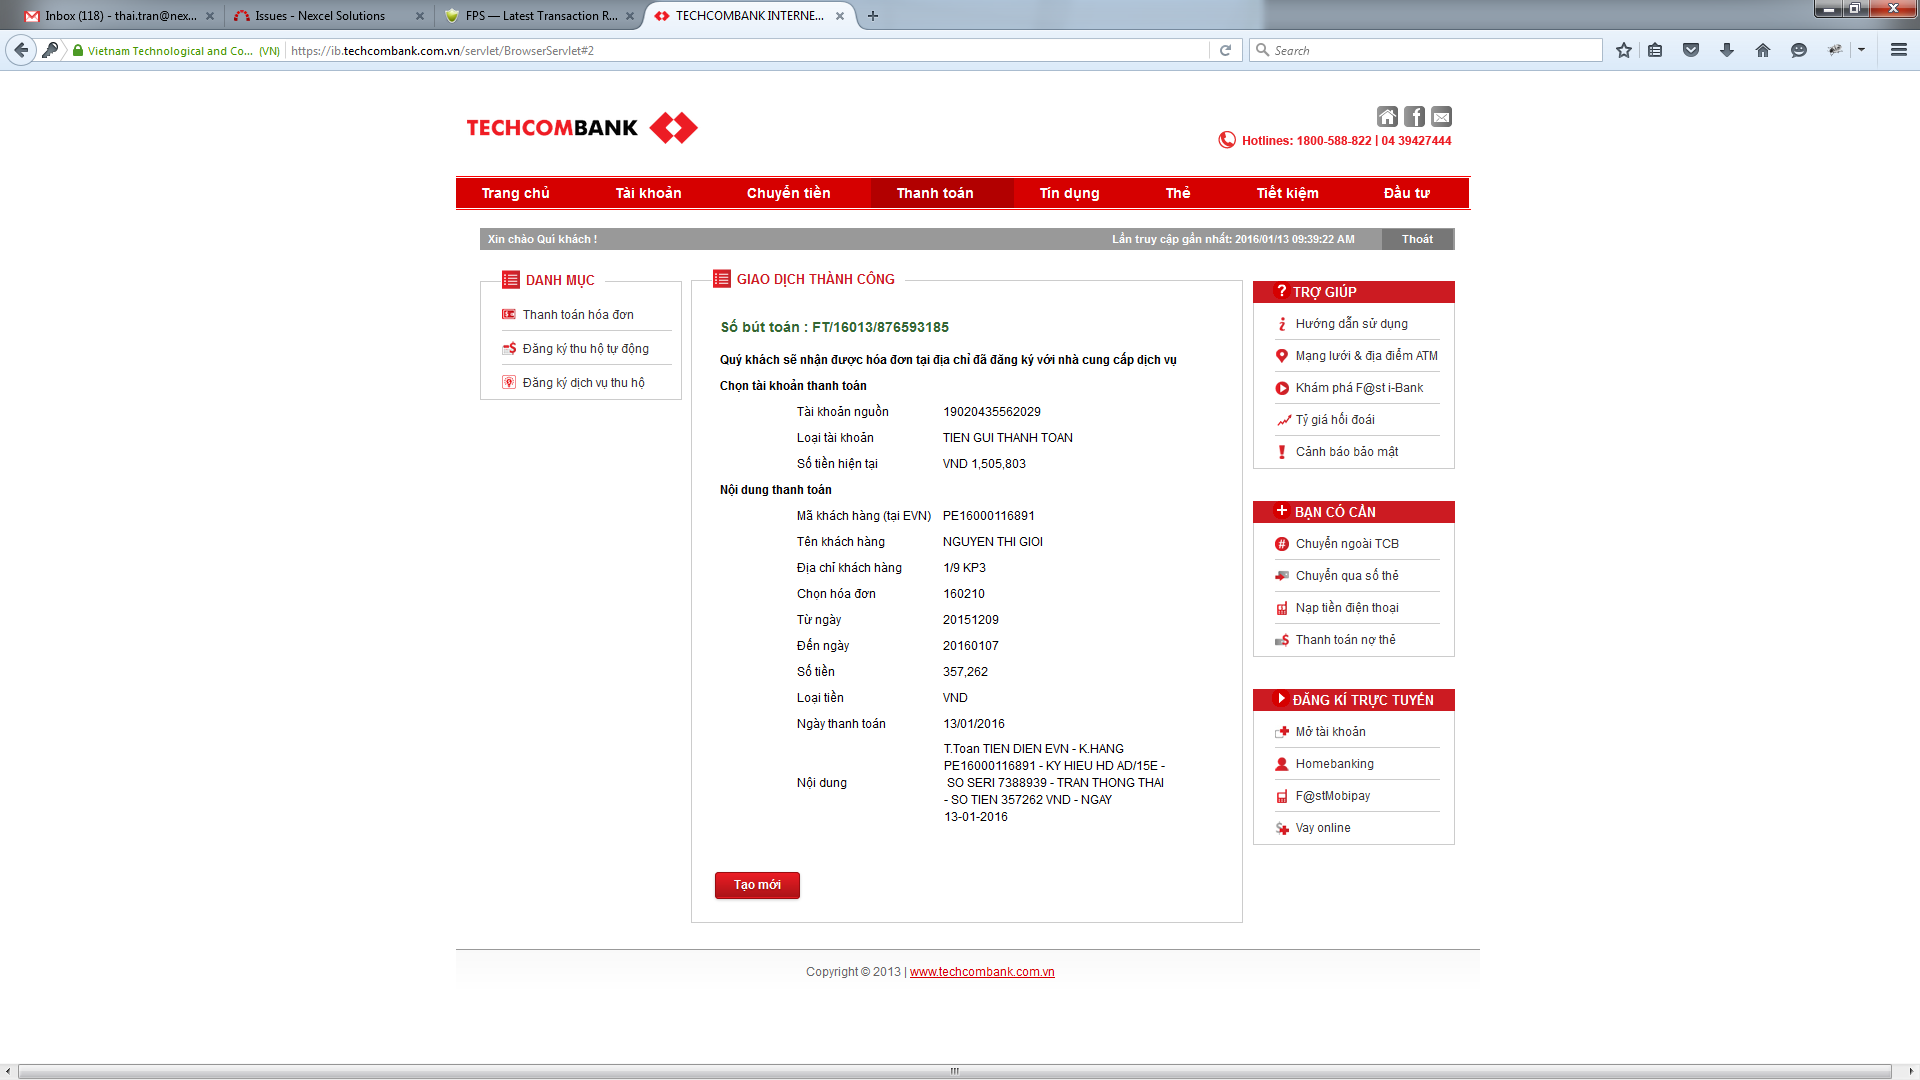 Inbox (118) - thai.tran@nex...
Issues - Nexcel Solutions
FPS — Latest Transaction R...
TECHCOMBANK INTERNE...
Vietnam Technological and Co... (VN)
https://ib.techcombank.com.vn/servlet/BrowserServlet#2
Search
TECHCOMBANK
Hotlines: 1800-588-822 | 04 39427444
Trang chủ
Tài khoản
Chuyển tiền
Thanh toán
Tín dụng
Thẻ
Tiết kiệm
Đầu tư
Xin chào Quí khách !
Lần truy cập gần nhất: 2016/01/13 09:39:22 AM
Thoát
DANH MỤC
Thanh toán hóa đơn
Đăng ký thu hộ tự động
Đăng ký dịch vụ thu hộ
GIAO DỊCH THÀNH CÔNG
Số bút toán : FT/16013/876593185
Quý khách sẽ nhận được hóa đơn tại địa chỉ đã đăng ký với nhà cung cấp dịch vụ
Chọn tài khoản thanh toán
Tài khoản nguồn 19020435562029
Loại tài khoản TIEN GUI THANH TOAN
Số tiền hiện tại VND 1,505,803
Nội dung thanh toán
Mã khách hàng (tại EVN) PE16000116891
Tên khách hàng NGUYEN THI GIOI
Địa chỉ khách hàng 1/9 KP3
Chọn hóa đơn 160210
Từ ngày 20151209
Đến ngày 20160107
Số tiền 357,262
Loại tiền VND
Ngày thanh toán 13/01/2016
Nội dung
T.Toan TIEN DIEN EVN - K.HANG
PE16000116891 - KY HIEU HD AD/15E -
SO SERI 7388939 - TRAN THONG THAI
- SO TIEN 357262 VND - NGAY
13-01-2016
Tạo mới
TRỢ GIÚP
Hướng dẫn sử dụng
Mạng lưới & địa điểm ATM
Khám phá F@st i-Bank
Tỷ giá hối đoái
Cảnh báo bảo mật
BẠN CÓ CẦN
Chuyển ngoài TCB
Chuyển qua số thẻ
Nạp tiền điện thoại
Thanh toán nợ thẻ
ĐĂNG KÍ TRỰC TUYẾN
Mở tài khoản
Homebanking
F@stMobipay
Vay online
Copyright © 2013 | www.techcombank.com.vn